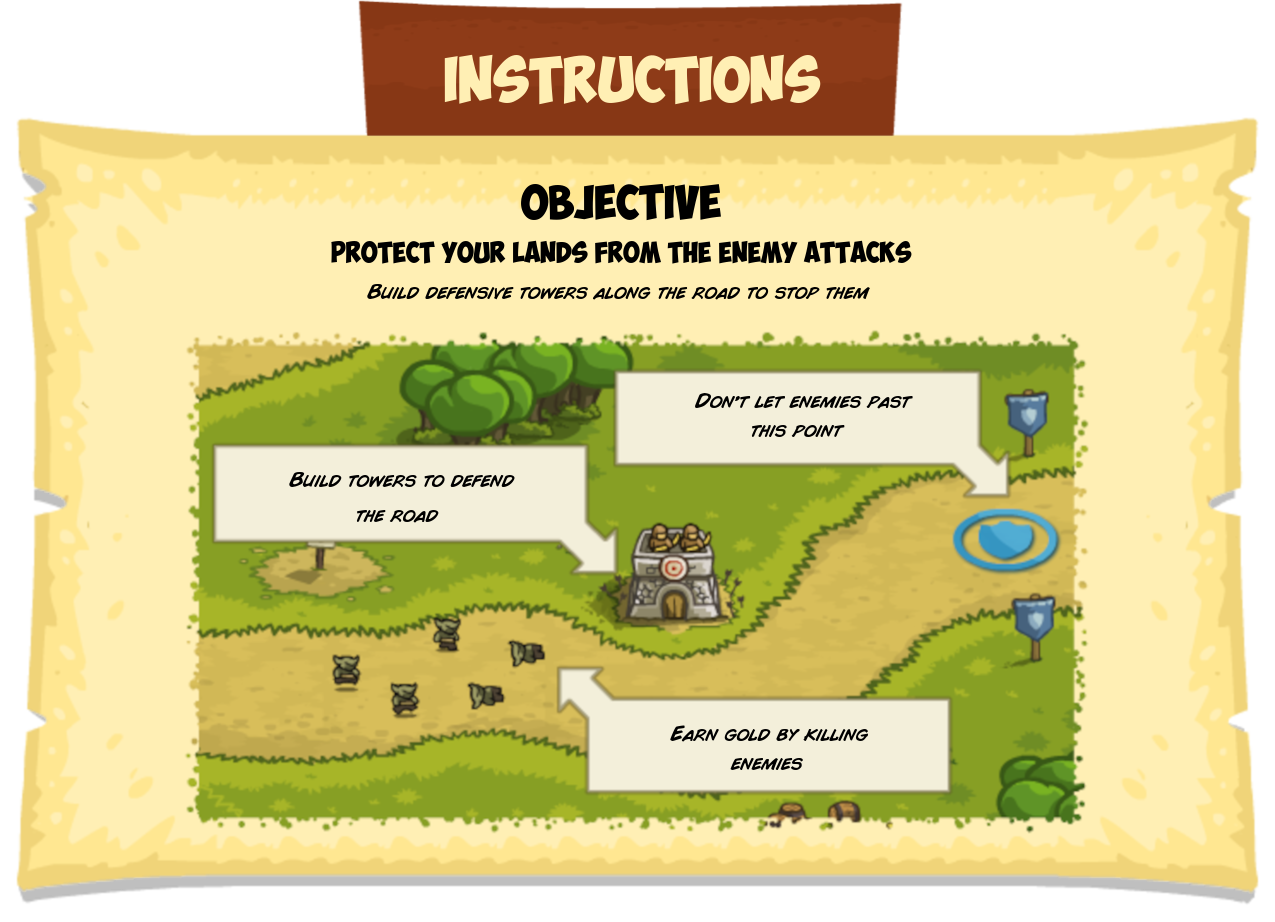 INSTRUCTIONS
OBJECTIVE
PROTECT YOUR LANDS FROM THE ENEMY ATTACKS
BUILD DEFENSIVE TOWERS ALONG THE ROAD TO STOP THEM
DON'T LET ENEMIES PAST
THIS POINT
BUILD TOWERS TO DEFEND
THE ROAD
EARN GOLD BY KILLING
ENEMIES